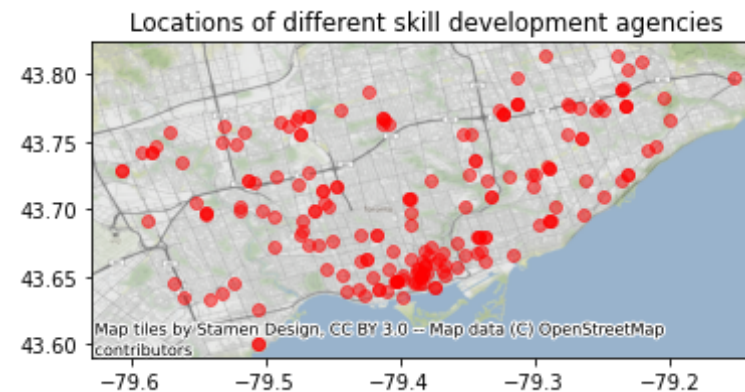 Locations of different skill development agencies
43.80
43.75
43.70
43.65
43.60
Toronto
Map tiles by Stamen Design, CC BY 3.0 -- Map data (C) OpenStreetMap
contributors
−79.6 −79.5 −79.4 −79.3 −79.2